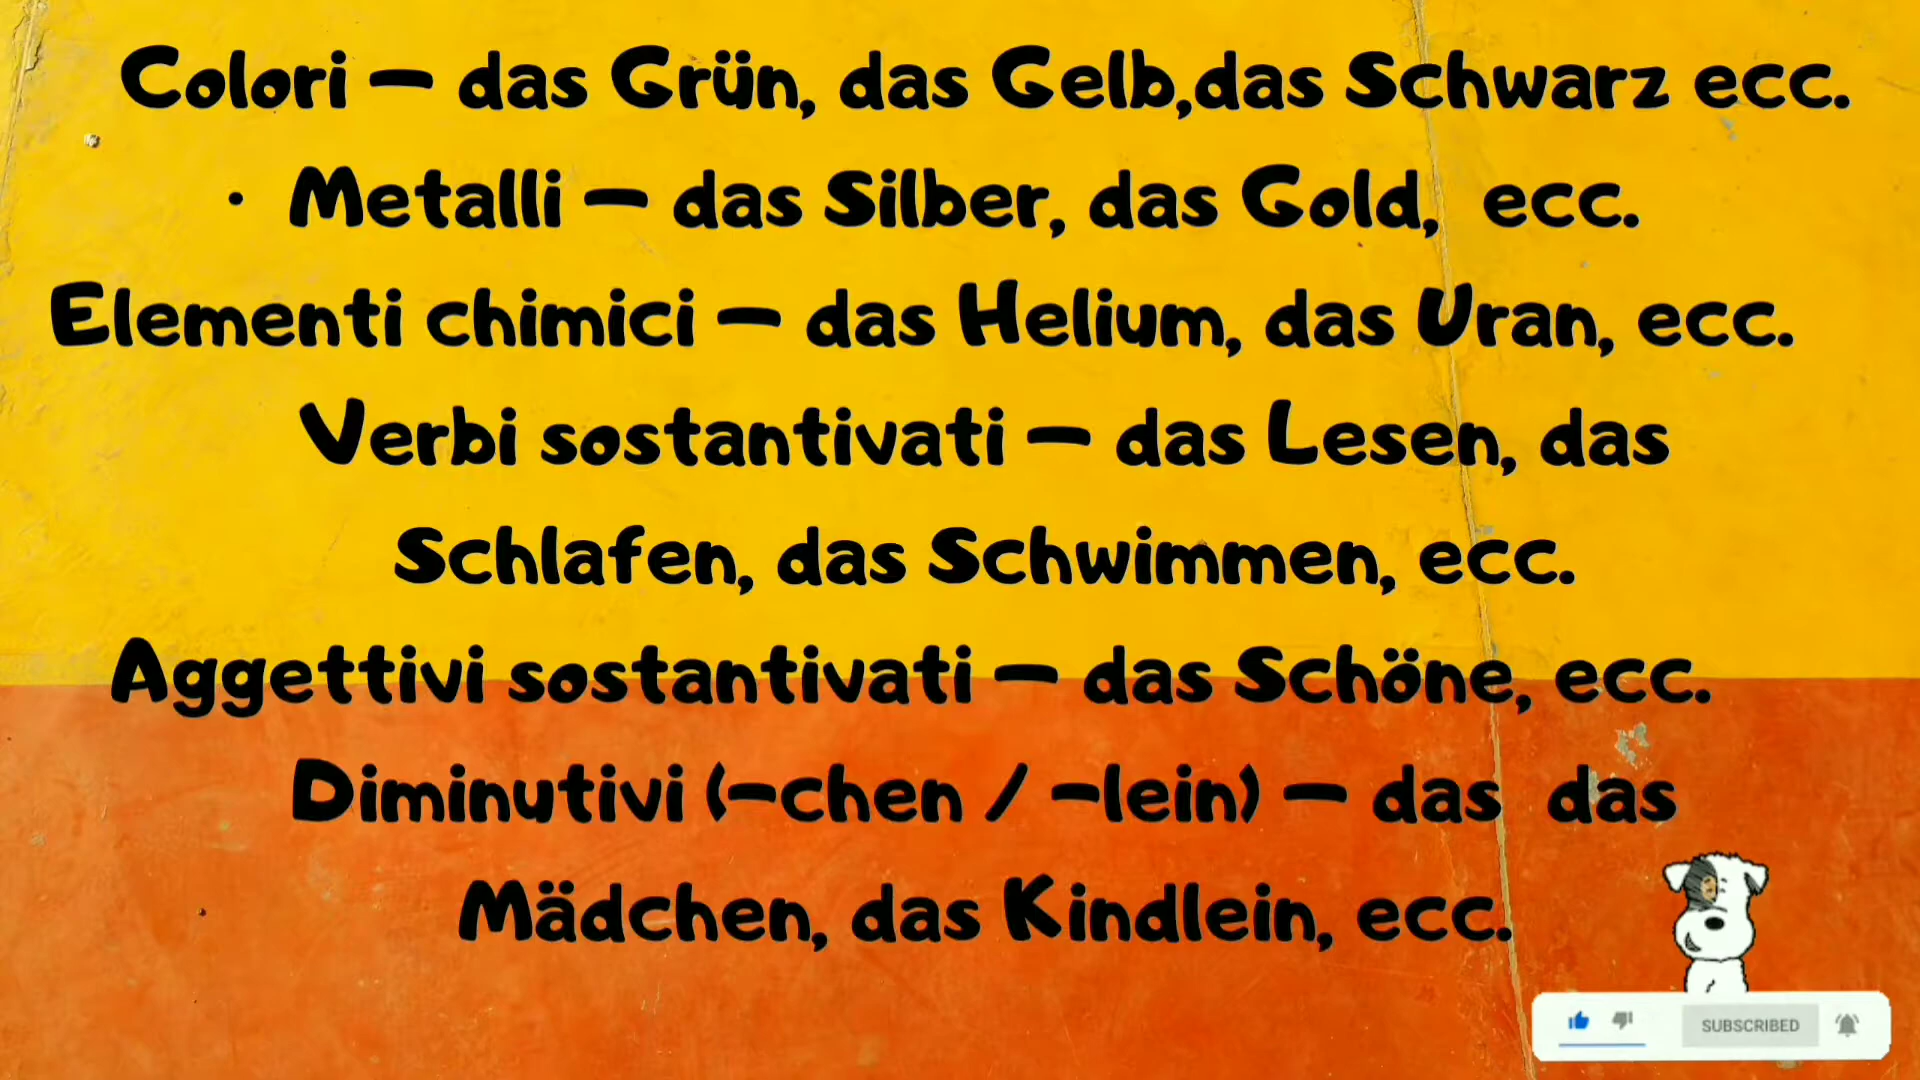 Colori – das Grün, das Gelb,das Schwarz ecc.
· Metalli – das Silber, das Gold, ecc.
Elementi chimici – das Helium, das Uran, ecc.
Verbi sostantivati – das Lesen, das
Schlafen, das Schwimmen, ecc.
Aggettivi sostantivati – das Schöne, ecc.
Diminutivi (-chen / -lein) – das das
Mädchen, das Kindlein, ecc.
SUBSCRIBED